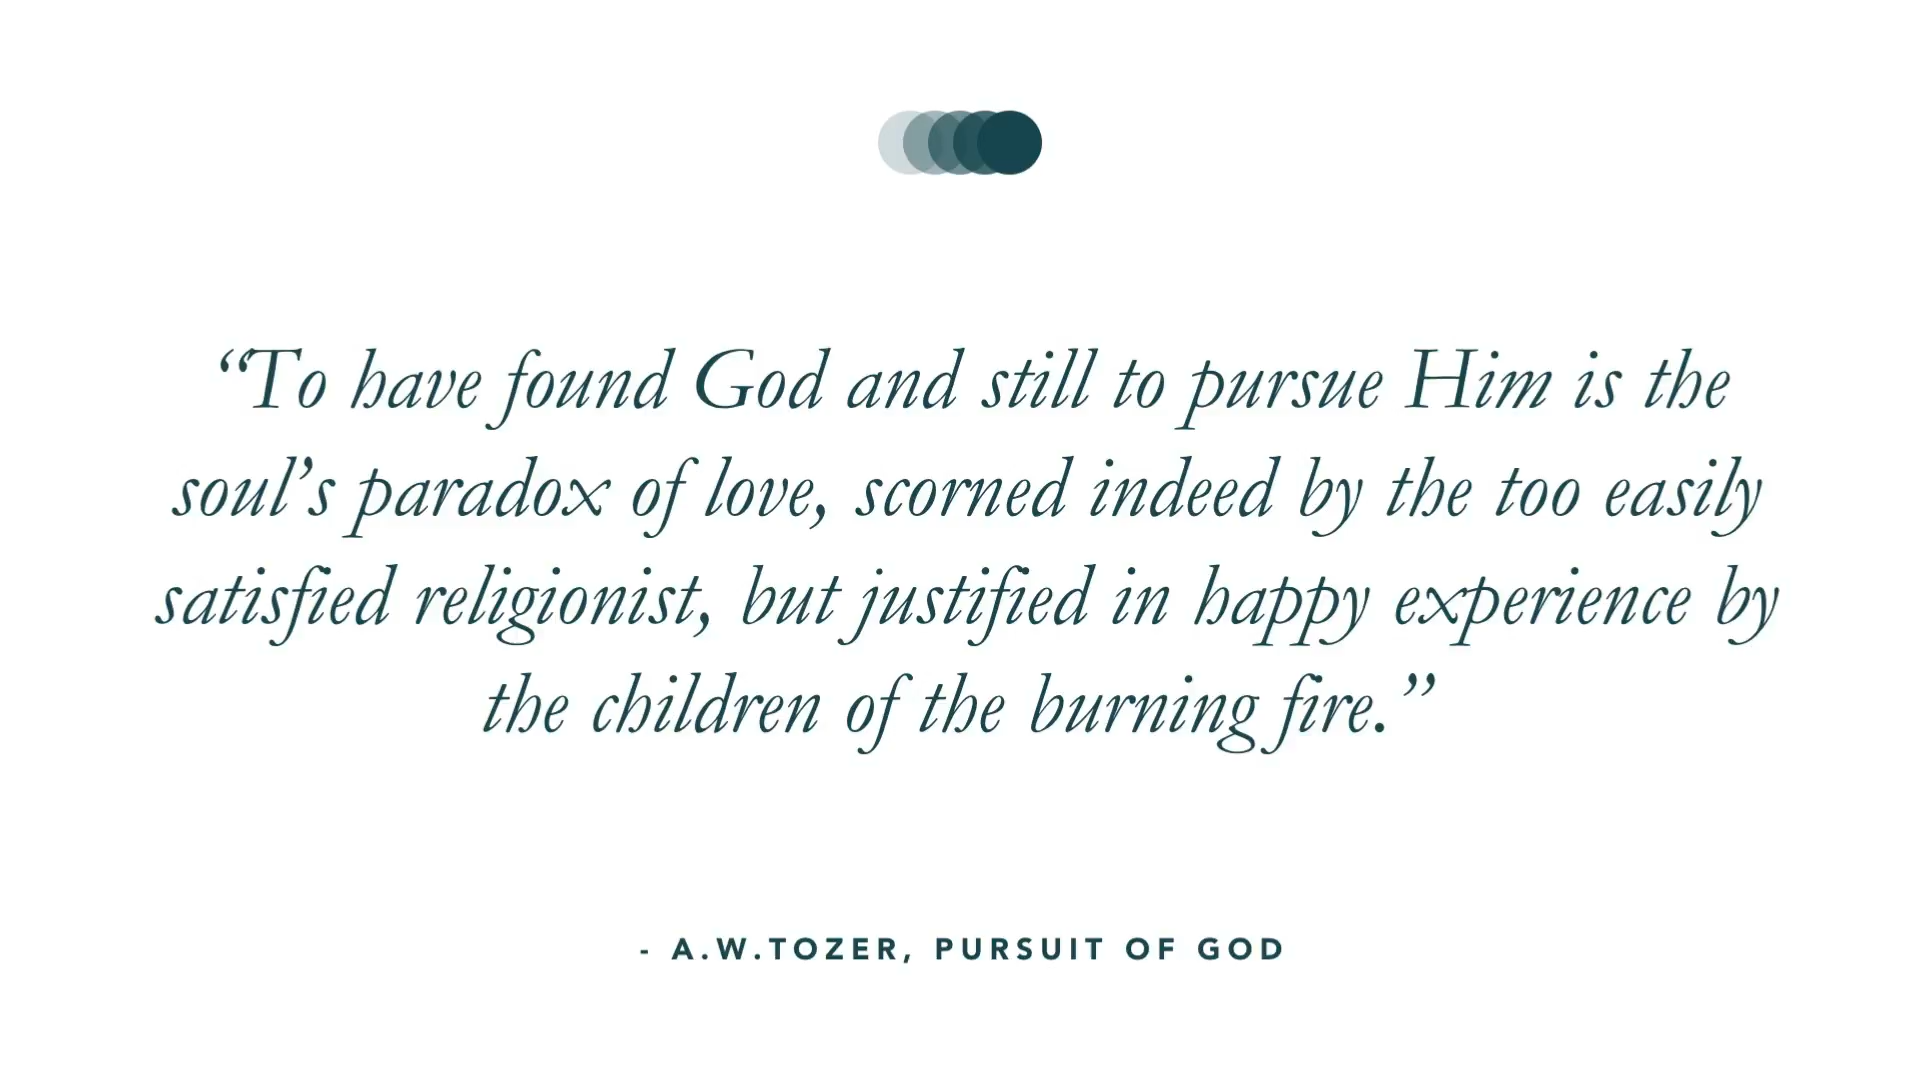 “To have found God and still to pursue Him is the
soul’s paradox of love, scorned indeed by the too easily
satisfied religionist, but justified in happy experience by
the children of the burning fire.”
- A.W.TOZER, PURSUIT OF GOD